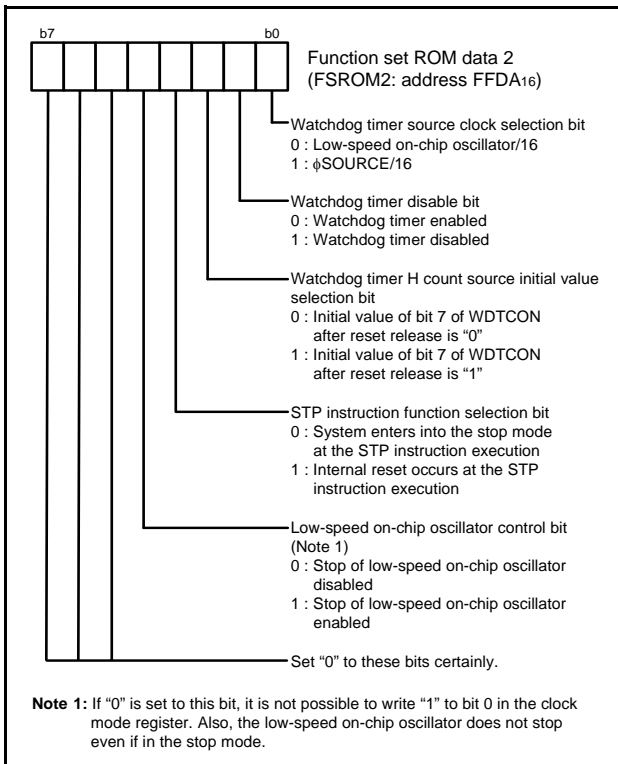 b7
b0
Function set ROM data 2
(FSROM2: address FFDA16)
Watchdog timer source clock selection bit
0 : Low-speed on-chip oscillator/16
1 : ϕSOURCE/16
Watchdog timer disable bit
0 : Watchdog timer enabled
1 : Watchdog timer disabled
Watchdog timer H count source initial value
selection bit
0 : Initial value of bit 7 of WDTCON
after reset release is “0”
1 : Initial value of bit 7 of WDTCON
after reset release is “1”
STP instruction function selection bit
0 : System enters into the stop mode
at the STP instruction execution
1 : Internal reset occurs at the STP
instruction execution
Low-speed on-chip oscillator control bit
(Note 1)
0 : Stop of low-speed on-chip oscillator
disabled
1 : Stop of low-speed on-chip oscillator
enabled
Set “0” to these bits certainly.
Note 1: If “0” is set to this bit, it is not possible to write “1” to bit 0 in the clock
mode register. Also, the low-speed on-chip oscillator does not stop
even if in the stop mode.